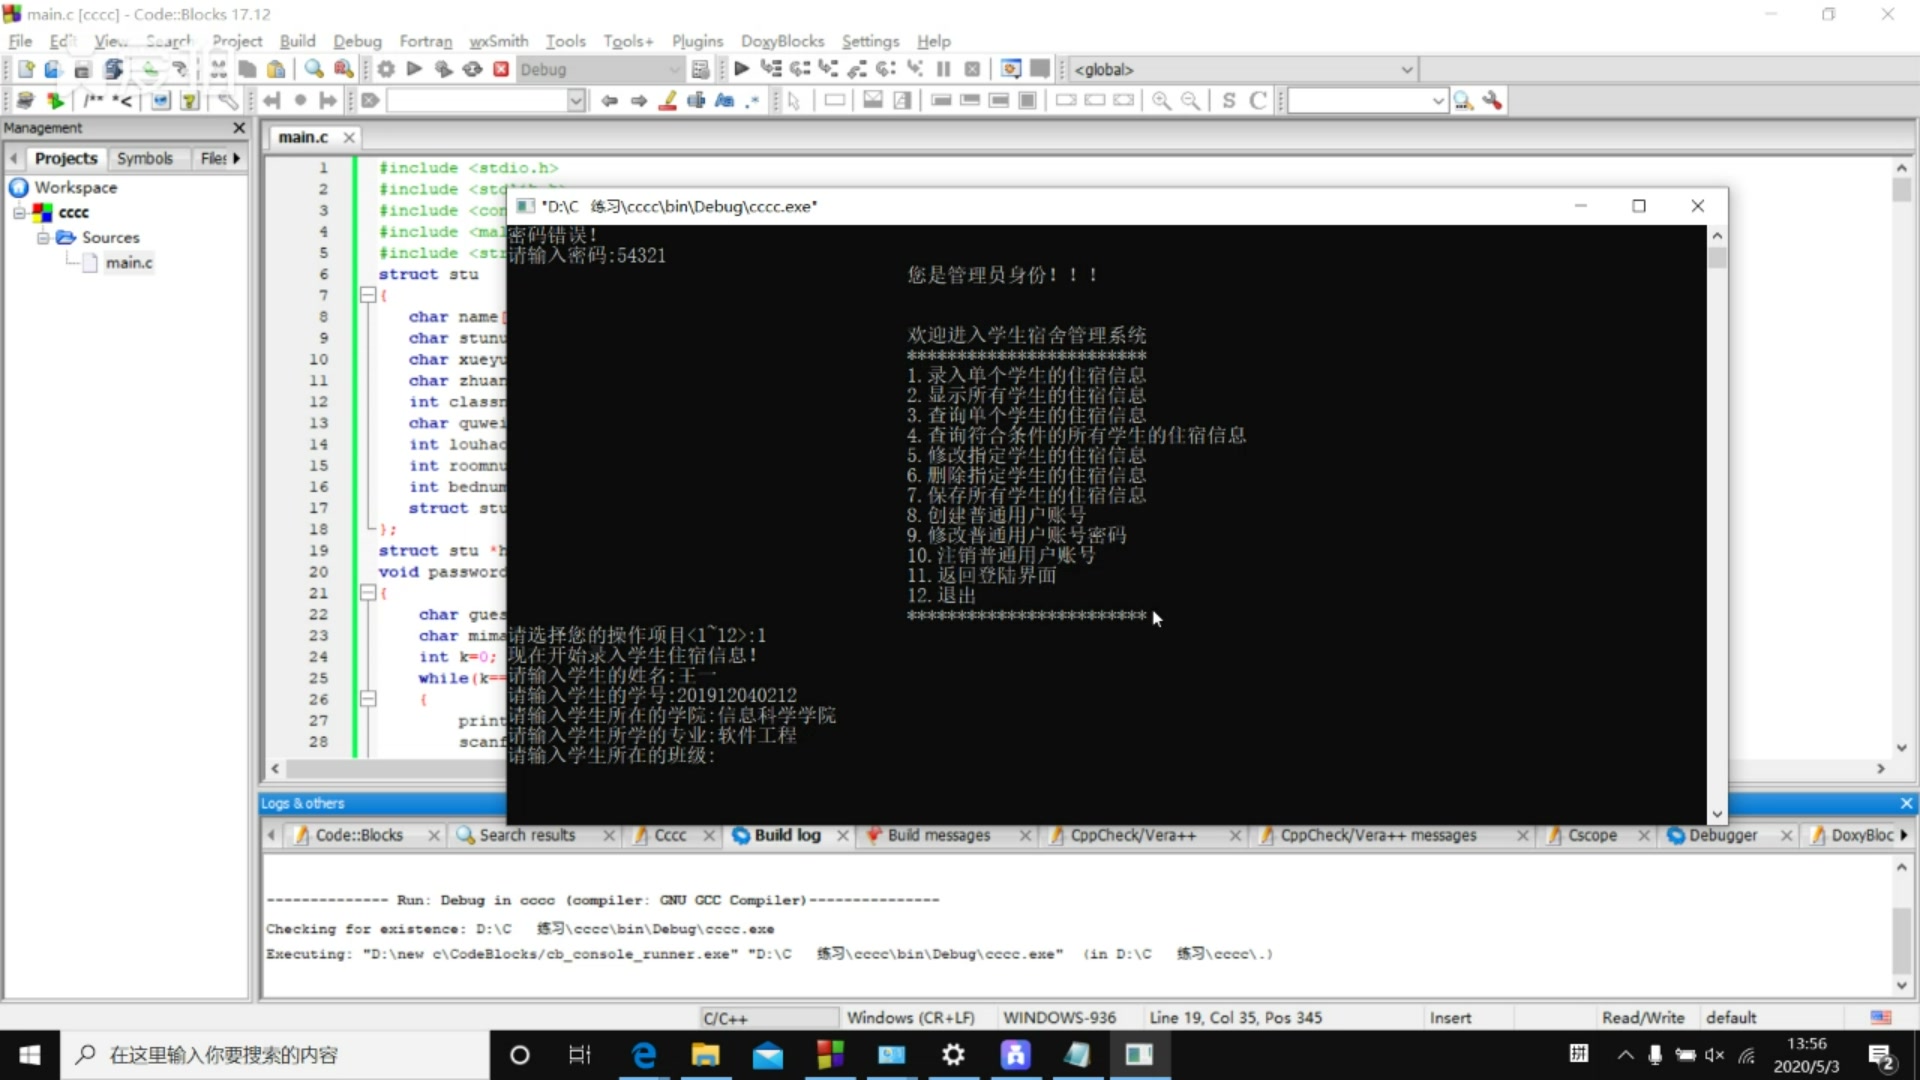 main.c [cccc] - Code::Blocks 17.12
File Edit View Search Project Build Debug Fortran wxSmith Tools Tools+ Plugins DoxyBlocks Settings Help
Debug
<global>
/** *<
S C
Management
main.c
Projects Symbols Files
Workspace
cccc
Sources
main.c
1 #include <stdio.h>
2 #include <std
3 #include <con
4 #include <mal
5 #include <str
6 struct stu
7 {
8 char name[
9 char stunu
10 char xueyu
11 char zhuan
12 int classn
13 char quwei
14 int louhao
15 int roomnu
16 int bednum
17 struct stu
18 };
19 struct stu *h
20 void password
21 {
22 char gues
23 char mima
24 int k=0;
25 while(k==
26 {
27 print
28 scanf
"D:\C 练习\cccc\bin\Debug\cccc.exe"
密码错误!
请输入密码:54321
您是管理员身份!!!
欢迎进入学生宿舍管理系统
************************
1.录入单个学生的住宿信息
2.显示所有学生的住宿信息
3.查询单个学生的住宿信息
4.查询符合条件的所有学生的住宿信息
5.修改指定学生的住宿信息
6.删除指定学生的住宿信息
7.保存所有学生的住宿信息
8.创建普通用户账号
9.修改普通用户账号密码
10.注销普通用户账号
11.返回登陆界面
12.退出
************************
请选择您的操作项目<1~12>:1
现在开始录入学生住宿信息!
请输入学生的姓名:王一
请输入学生的学号:201912040212
请输入学生所在的学院:信息科学学院
请输入学生所学的专业:软件工程
请输入学生所在的班级:
Logs & others
Code::Blocks Search results Cccc Build log Build messages CppCheck/Vera++ CppCheck/Vera++ messages Cscope Debugger DoxyBloc
-------------- Run: Debug in cccc (compiler: GNU GCC Compiler)---------------
Checking for existence: D:\C 练习\cccc\bin\Debug\cccc.exe
Executing: "D:\new c\CodeBlocks/cb_console_runner.exe" "D:\C 练习\cccc\bin\Debug\cccc.exe" (in D:\C 练习\cccc\.)
C/C++ Windows (CR+LF) WINDOWS-936 Line 19, Col 35, Pos 345 Insert Read/Write default
在这里输入你要搜索的内容
拼
13:56
2020/5/3
2